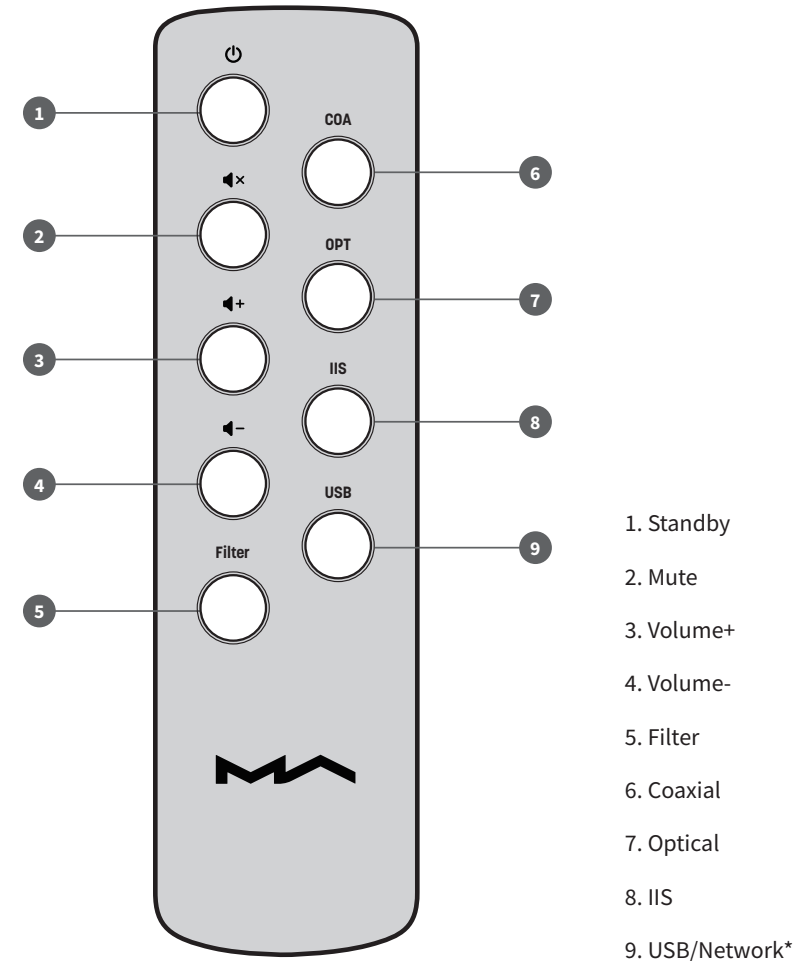 1
COA
6
2
OPT
7
3
IIS
8
4
USB
9
Filter
5
1. Standby
2. Mute
3. Volume+
4. Volume-
5. Filter
6. Coaxial
7. Optical
8. IIS
9. USB/Network*